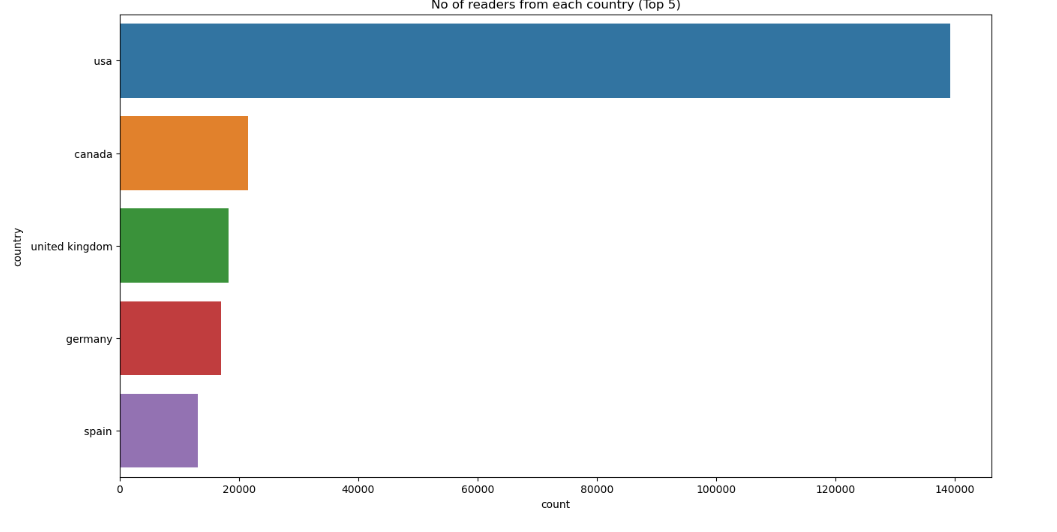 No of readers from each country (Top 5)
usa
canada
united kingdom
germany
spain
country
0 20000 40000 60000 80000 100000 120000 140000
count